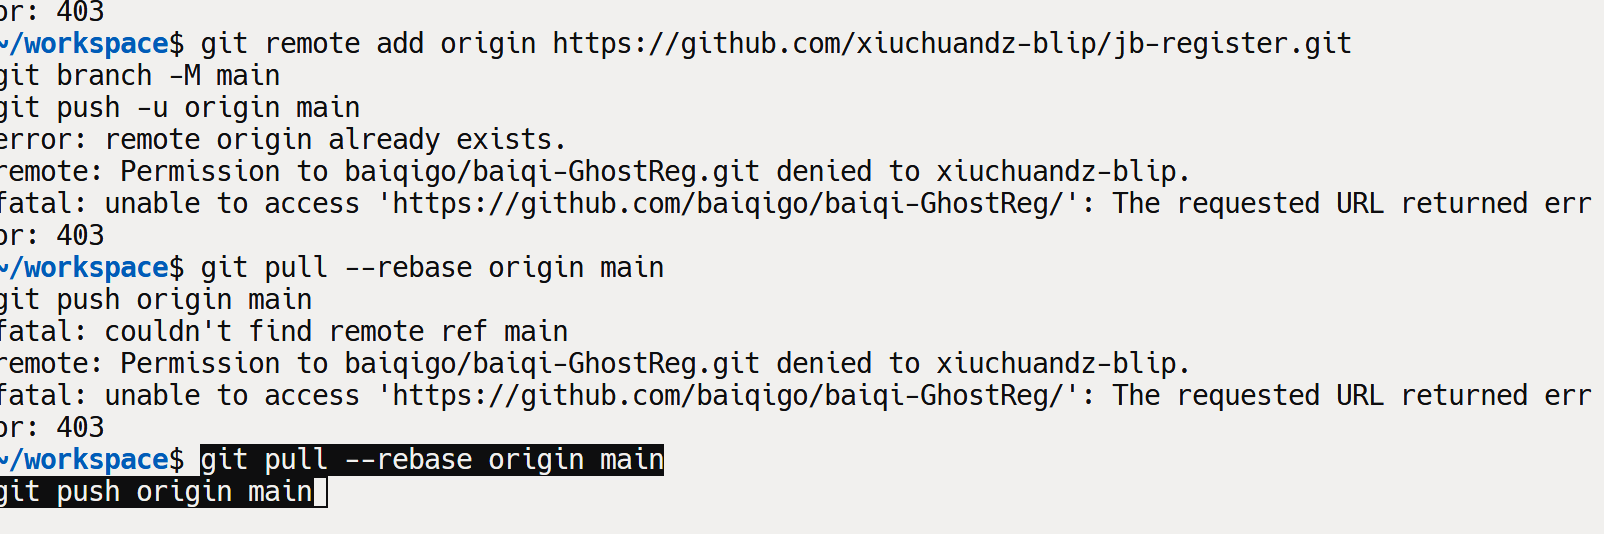 or: 403
~/workspace$ git remote add origin https://github.com/xiuchuandz-blip/jb-register.git
git branch -M main
git push -u origin main
error: remote origin already exists.
remote: Permission to baiqigo/baiqi-GhostReg.git denied to xiuchuandz-blip.
fatal: unable to access 'https://github.com/baiqigo/baiqi-GhostReg/': The requested URL returned err
or: 403
~/workspace$ git pull --rebase origin main
git push origin main
fatal: couldn't find remote ref main
remote: Permission to baiqigo/baiqi-GhostReg.git denied to xiuchuandz-blip.
fatal: unable to access 'https://github.com/baiqigo/baiqi-GhostReg/': The requested URL returned err
or: 403
~/workspace$ git pull --rebase origin main
git push origin main